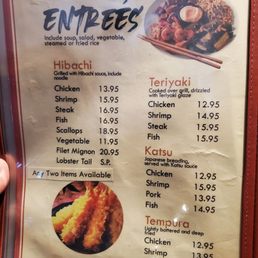 ENTREÉS
Include soup, salad, vegetable,
steamed or fried rice
Hibachi
Grilled with Hibachi sauce, include
noodle
Chicken 13.95
Shrimp 15.95
Steak 16.95
Fish 16.95
Scallops 18.95
Vegetable 11.95
Filet Mignon 20.95
Lobster Tail S.P.
Any Two Items Available
Teriyaki
Cooked over grill, drizzled
with Teriyaki glaze
Chicken 12.95
Shrimp 14.95
Steak 15.95
Fish 15.95
Katsu
Japanese breading,
served with Katsu sauce
Chicken 12.95
Shrimp 15.95
Pork 13.95
Fish 14.95
Tempura
Lightly battered and deep
fried
Chicken 12.95
Shrimp